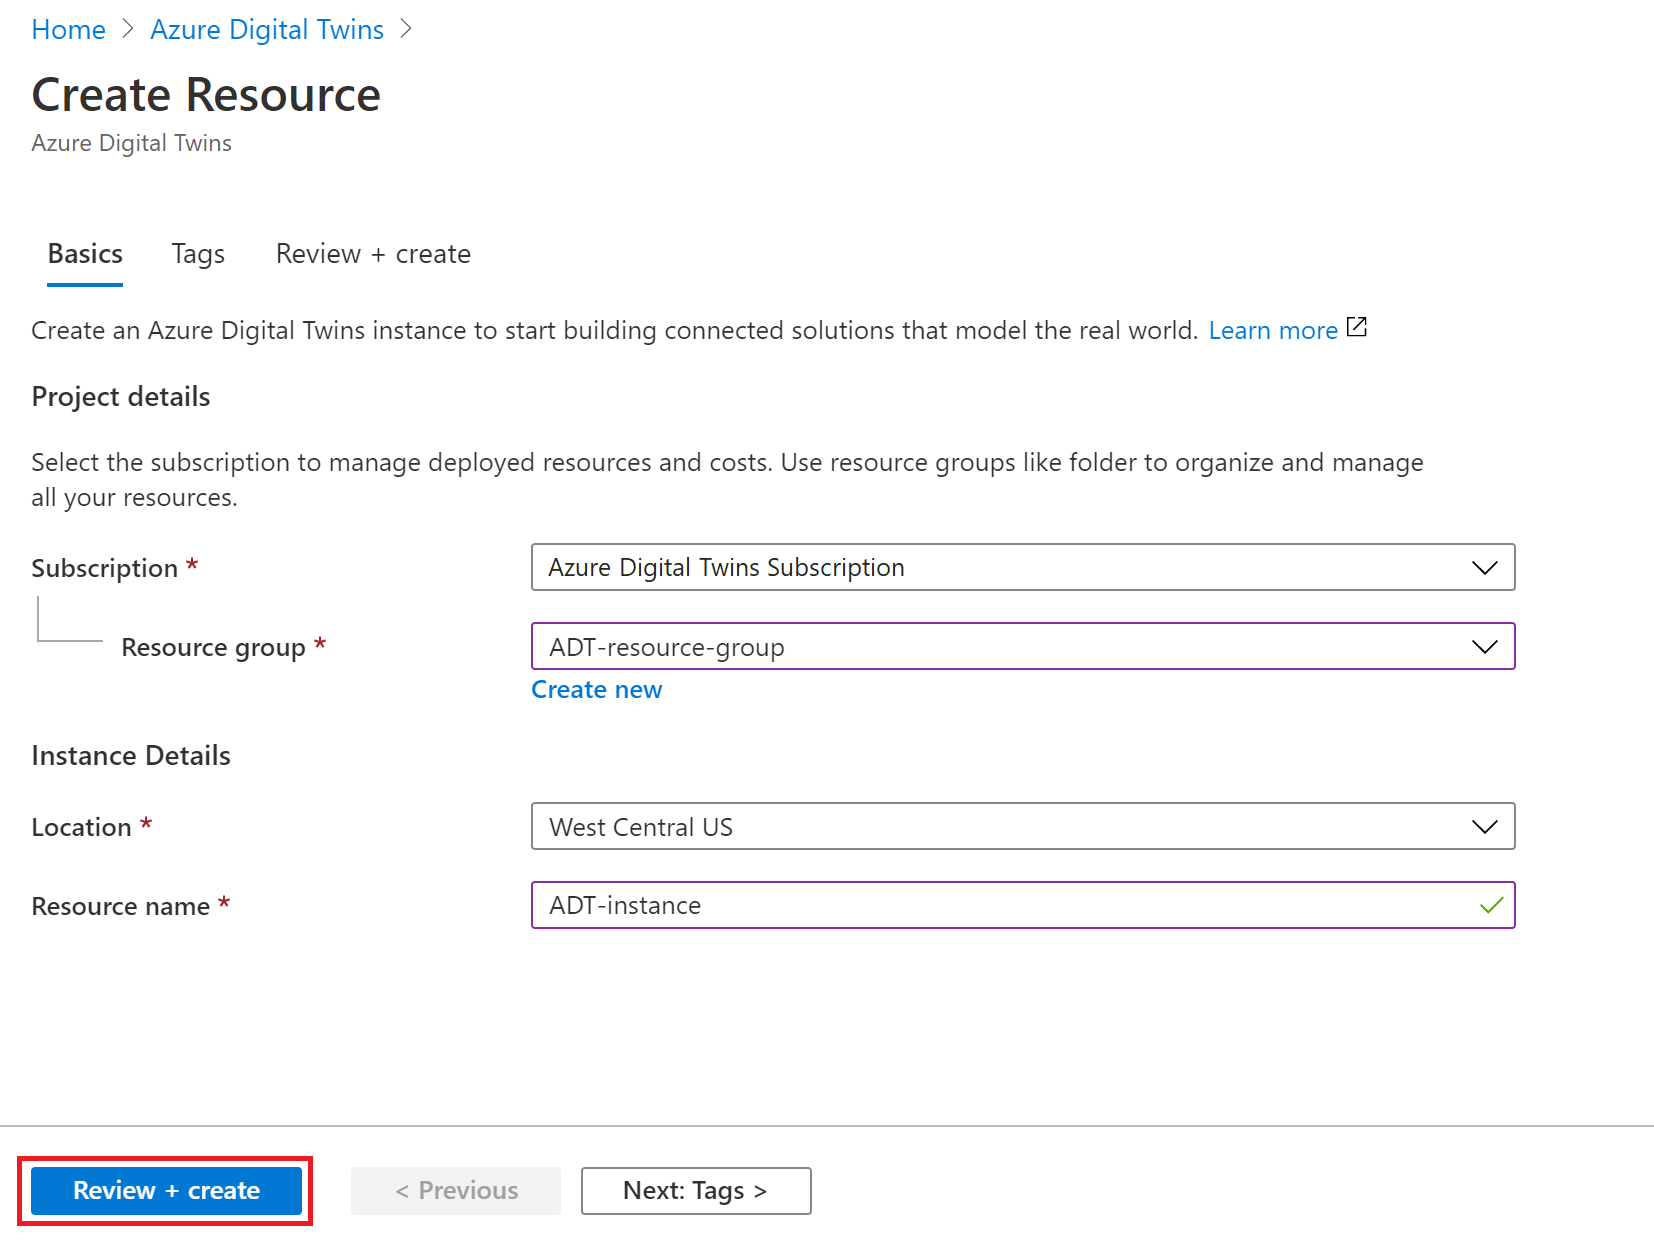 Home > Azure Digital Twins >
Create Resource
Azure Digital Twins
Basics Tags Review + create
Create an Azure Digital Twins instance to start building connected solutions that model the real world. Learn more
Project details
Select the subscription to manage deployed resources and costs. Use resource groups like folder to organize and manage
all your resources.
Subscription * Azure Digital Twins Subscription
Resource group * ADT-resource-group
Create new
Instance Details
Location * West Central US
Resource name * ADT-instance
Review + create < Previous Next: Tags >